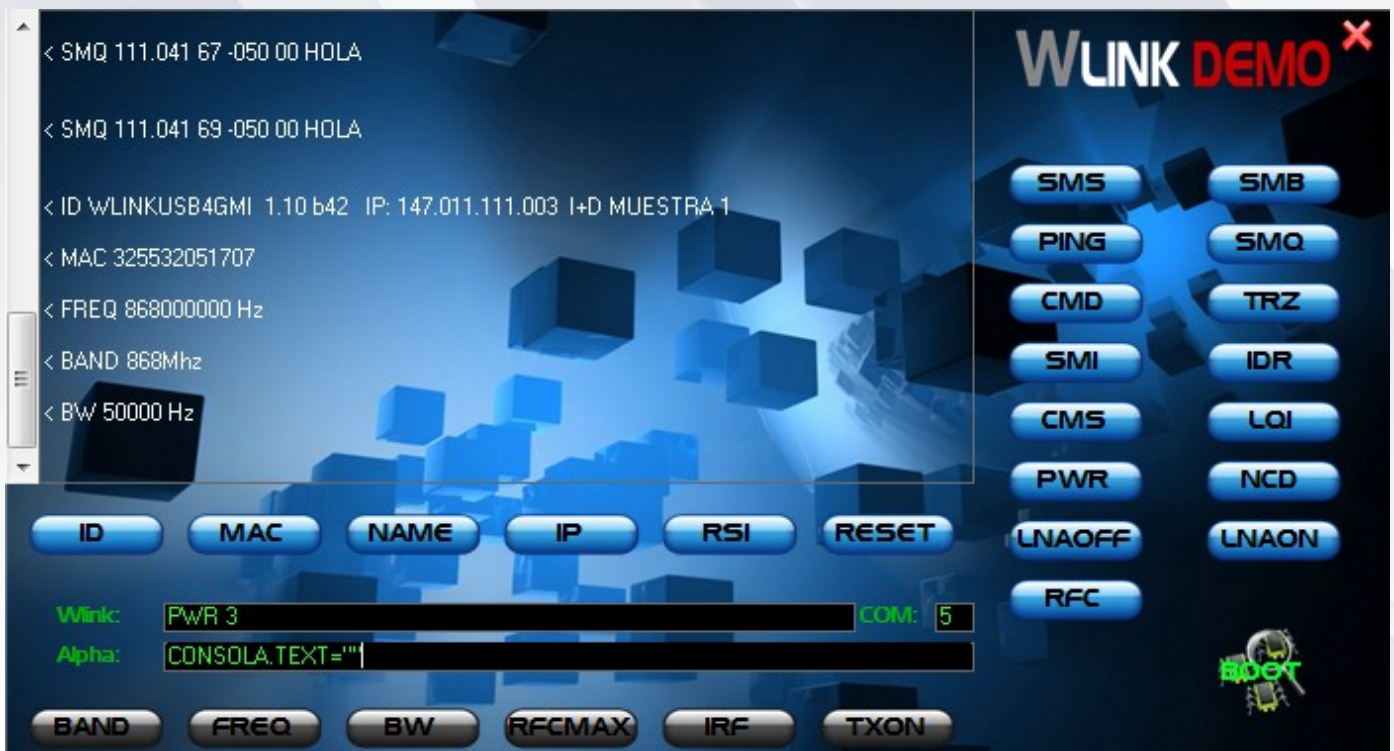 < SMQ 111.041 67 -050 00 HOLA
< SMQ 111.041 69 -050 00 HOLA
< ID WLINKUSB4GMI 1.10 b42 IP: 147.011.111.003 I+D MUESTRA 1
< MAC 325532051707
< FREQ 868000000 Hz
< BAND 868Mhz
< BW 50000 Hz
WLINK DEMO
SMS SMB
PING SMQ
CMD TRZ
SMI IDR
CMS LQI
PWR NCD
LNAOFF LNAON
RFC
BOOT
ID MAC NAME IP RSI RESET
Wlink: PWR 3 COM: 5
Alpha: CONSOLA.TEXT=""
BAND FREQ BW RFCMAX IRF TXON